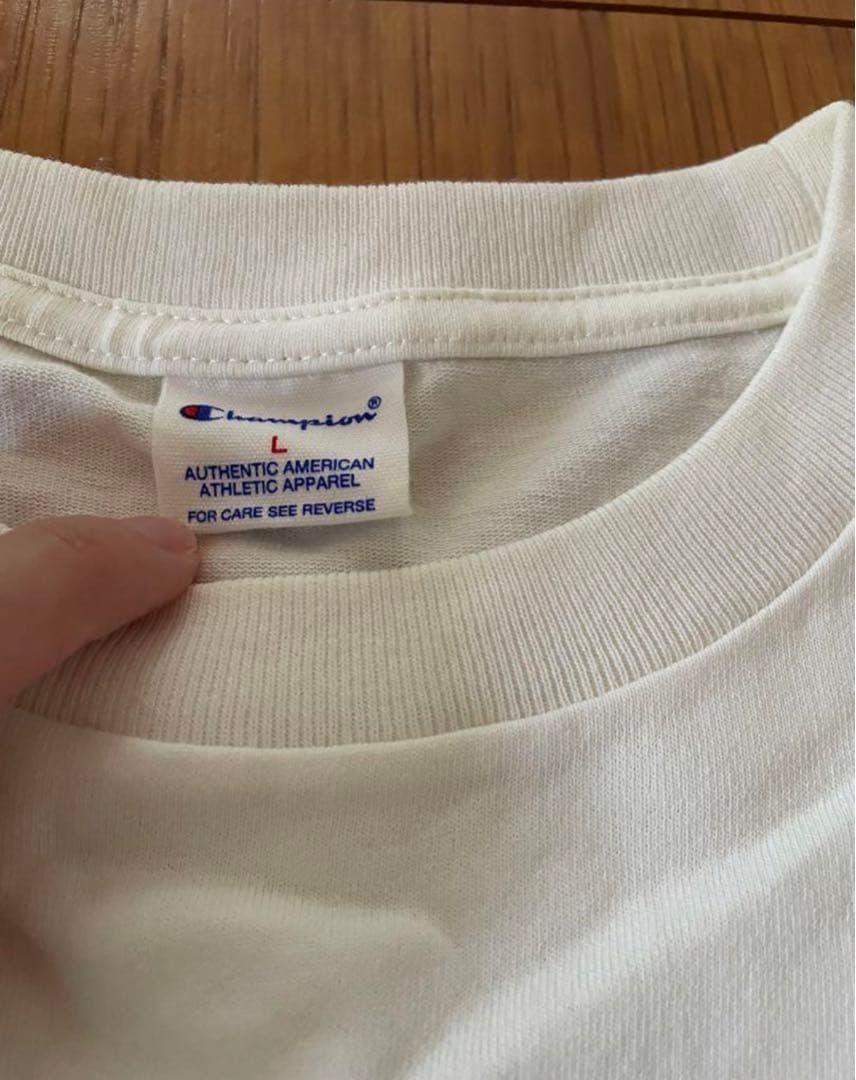 Champion®
L
AUTHENTIC AMERICAN
ATHLETIC APPAREL
FOR CARE SEE REVERSE